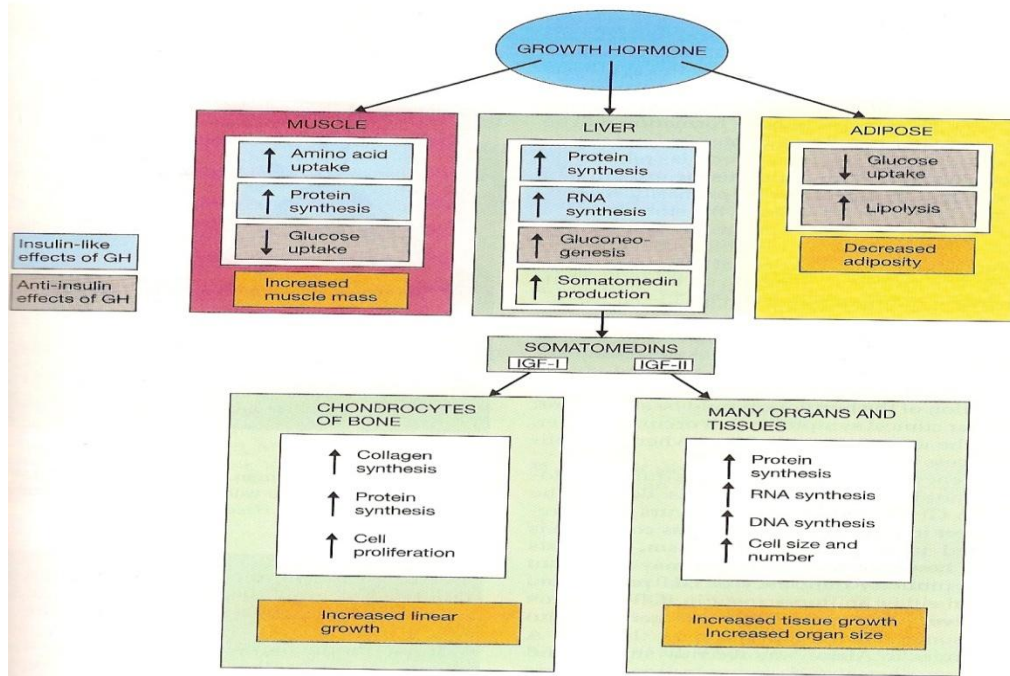 GROWTH HORMONE
MUSCLE
Amino acid
uptake
Protein
synthesis
Glucose
uptake
Increased
muscle mass
LIVER
Protein
synthesis
RNA
synthesis
Gluconeo-
genesis
Somatomedin
production
ADIPOSE
Glucose
uptake
Lipolysis
Decreased
adiposity
Insulin-like
effects of GH
Anti-insulin
effects of GH
SOMATOMEDINS
IGF-I
IGF-II
CHONDROCYTES
OF BONE
Collagen
synthesis
Protein
synthesis
Cell
proliferation
Increased linear
growth
MANY ORGANS AND
TISSUES
Protein
synthesis
RNA synthesis
DNA synthesis
Cell size and
number
Increased tissue growth
Increased organ size